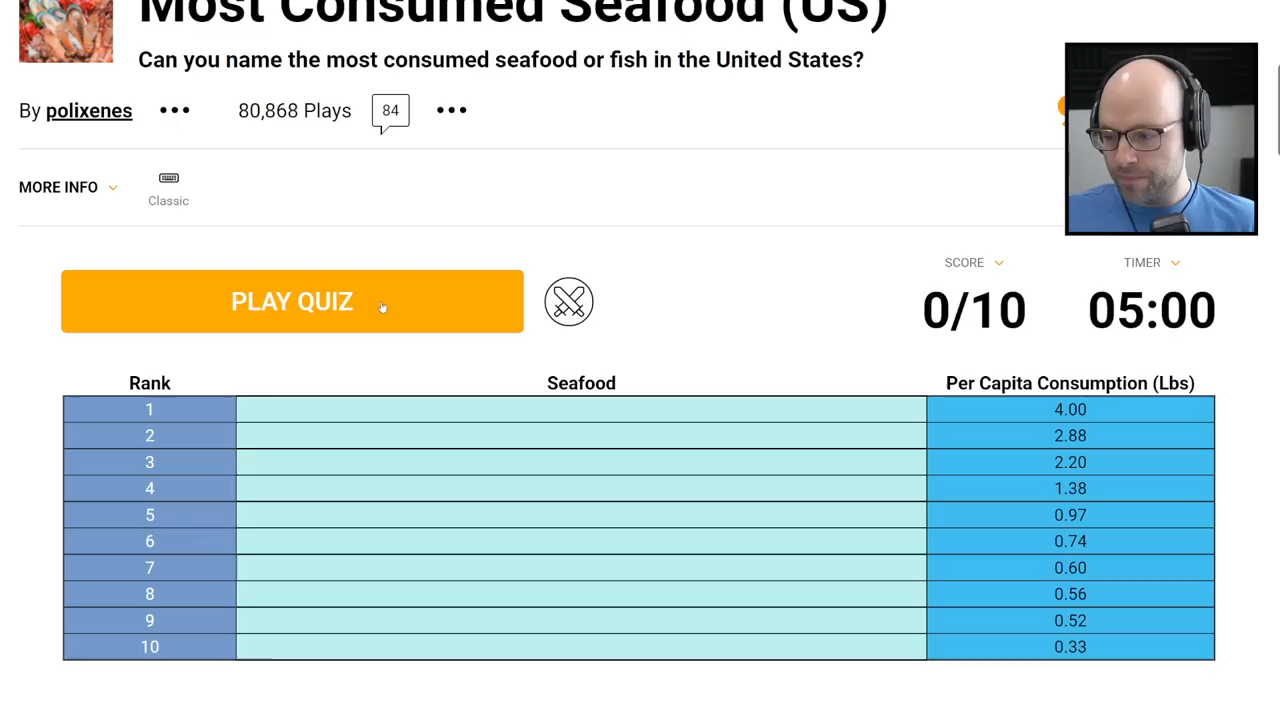 Most Consumed Seafood (US)
Can you name the most consumed seafood or fish in the United States?
By polixenes ••• 80,868 Plays 84 •••
MORE INFO
Classic
PLAY QUIZ
SCORE
0/10
TIMER
05:00
Rank Seafood Per Capita Consumption (Lbs)
1 4.00
2 2.88
3 2.20
4 1.38
5 0.97
6 0.74
7 0.60
8 0.56
9 0.52
10 0.33